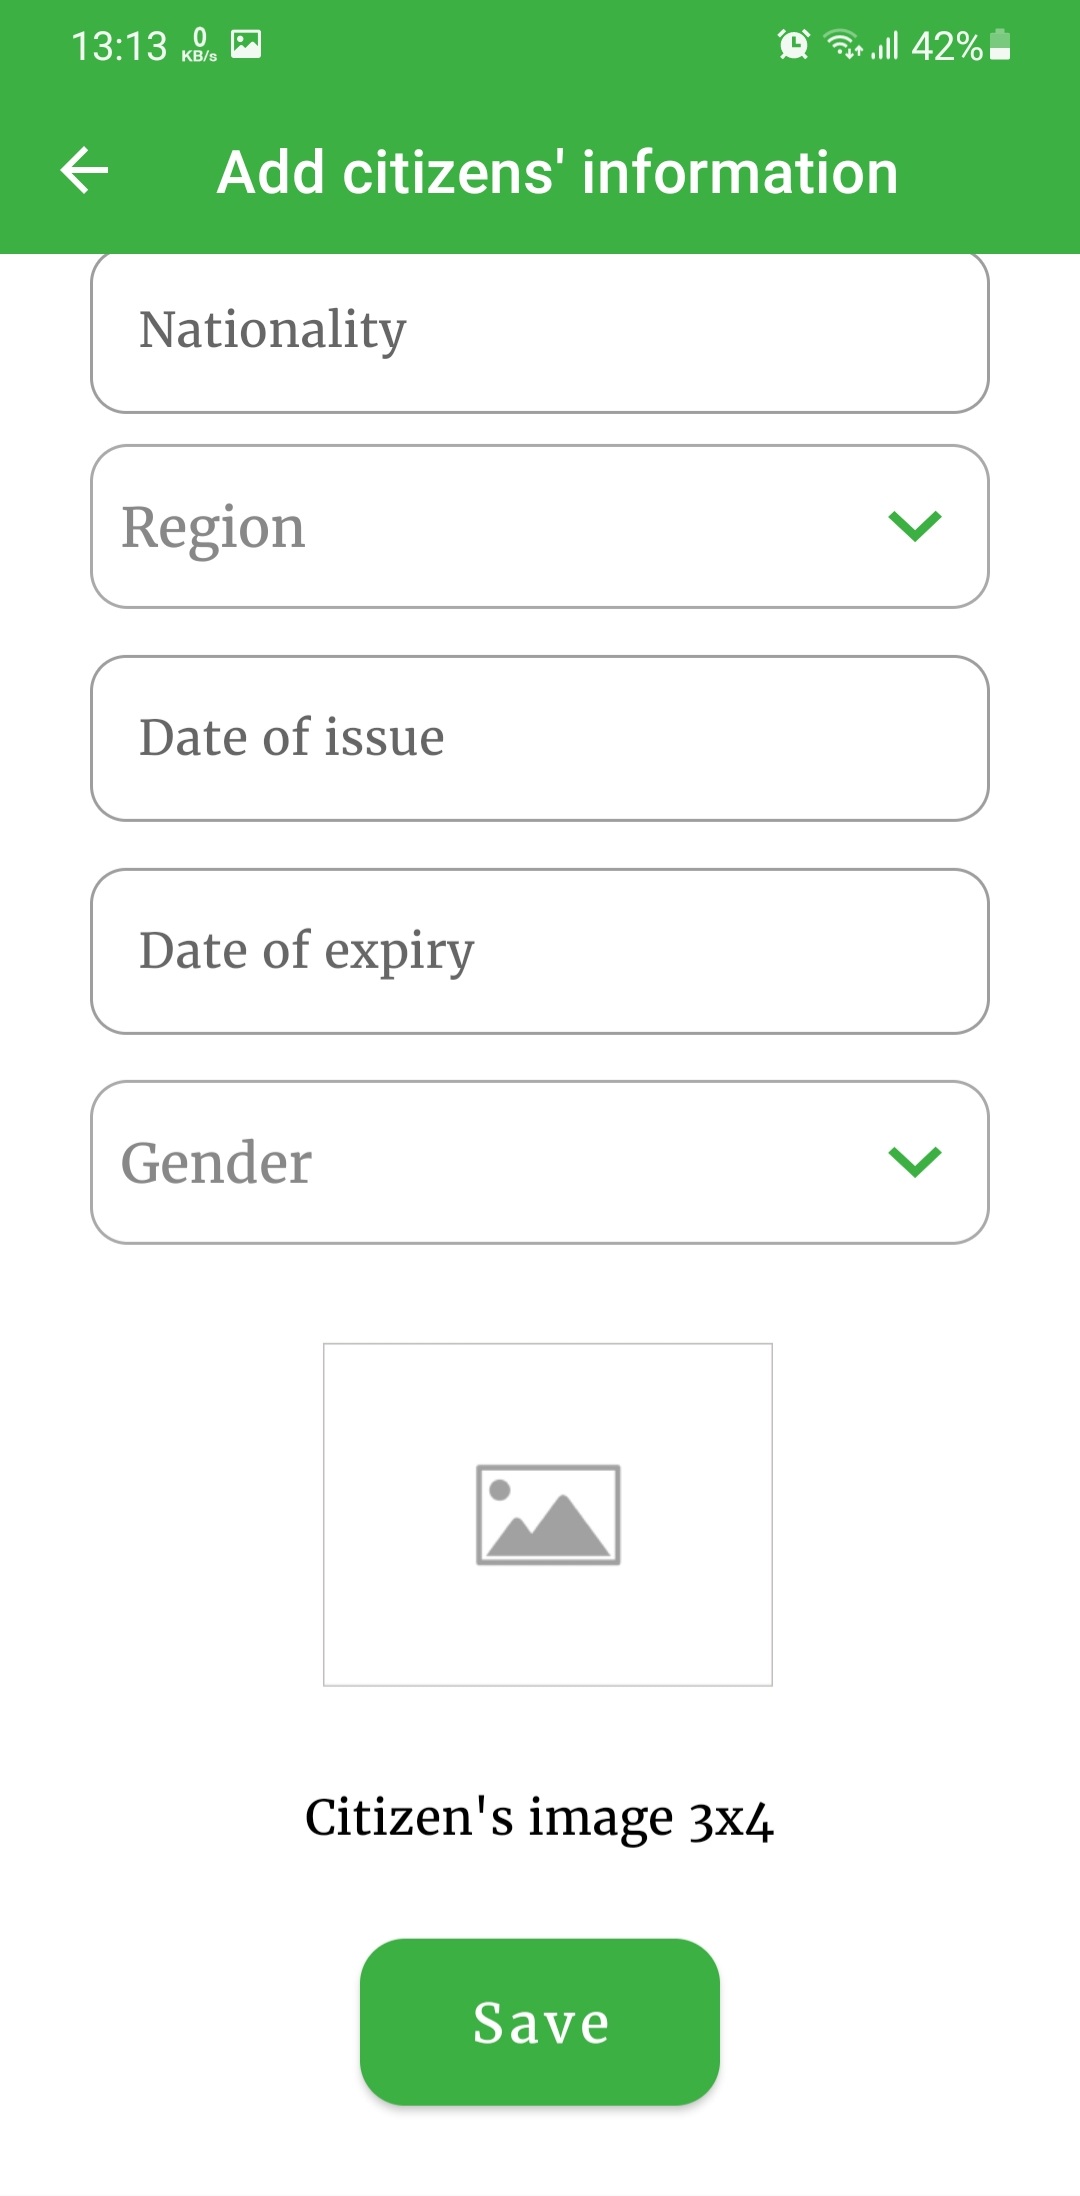 13:13 0 KB/s 42%
Add citizens' information
Nationality
Region
Date of issue
Date of expiry
Gender
Citizen's image 3x4
Save